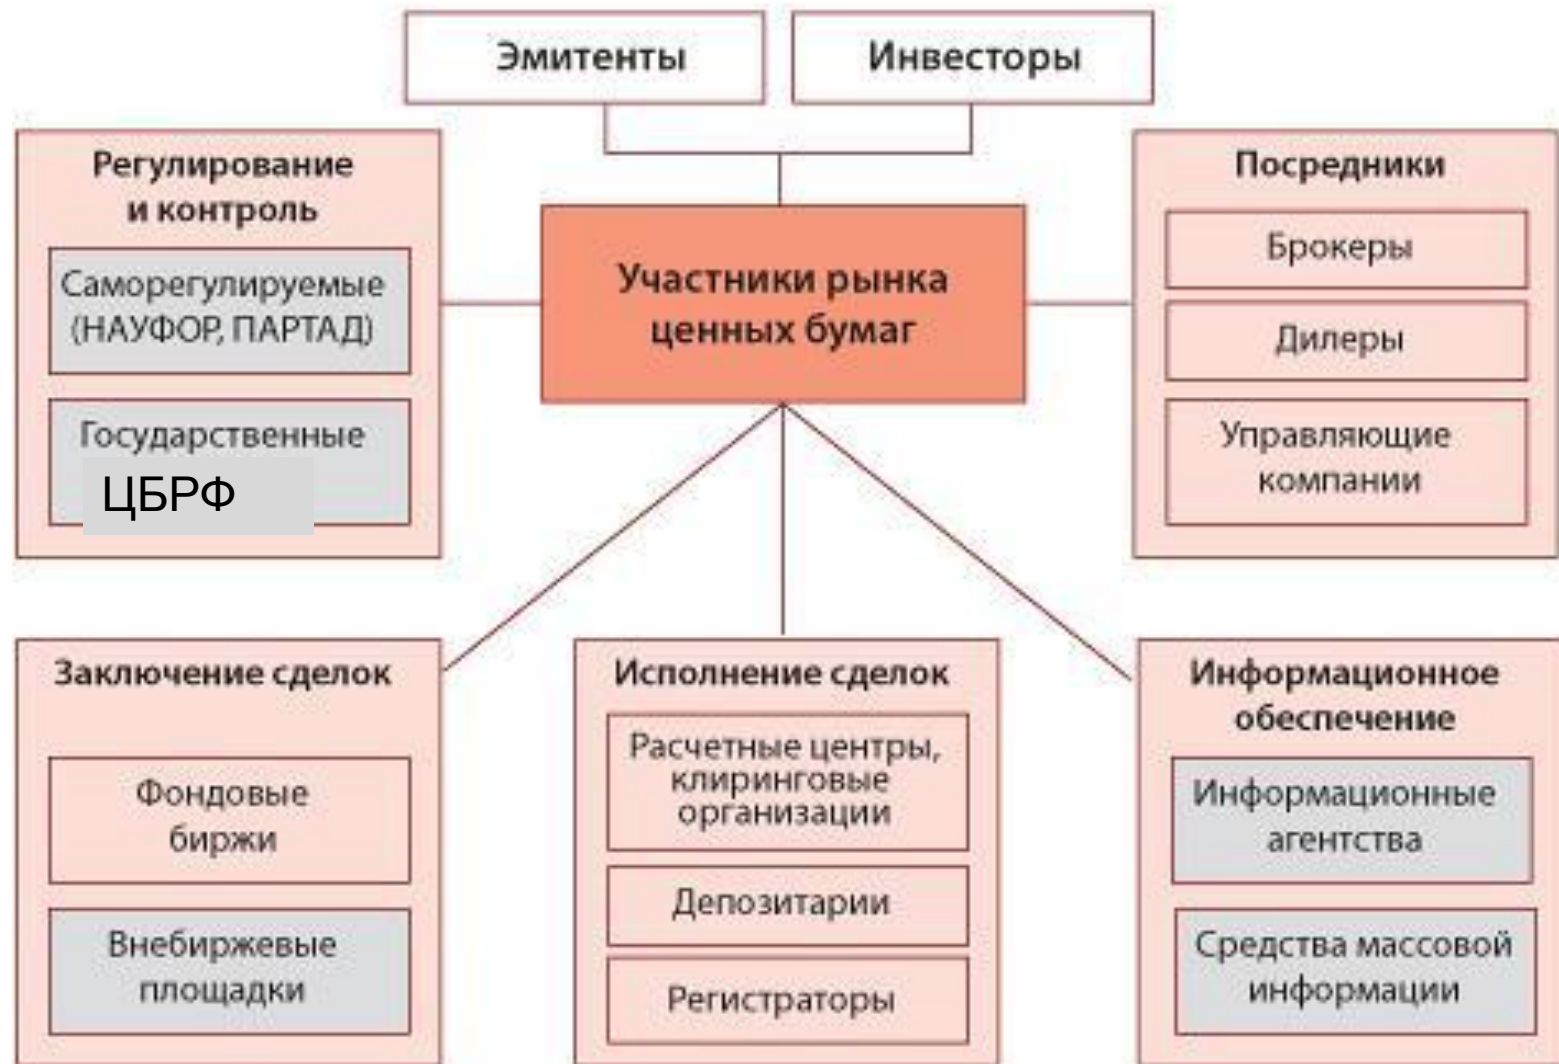 Эмитенты
Инвесторы
Регулирование
и контроль
Саморегулируемые
(НАУФОР, ПАРТАД)
Государственные
ЦБРФ
Участники рынка
ценных бумаг
Посредники
Брокеры
Дилеры
Управляющие
компании
Заключение сделок
Фондовые
биржи
Внебиржевые
площадки
Исполнение сделок
Расчетные центры,
клиринговые
организации
Депозитарии
Регистраторы
Информационное
обеспечение
Информационные
агентства
Средства массовой
информации